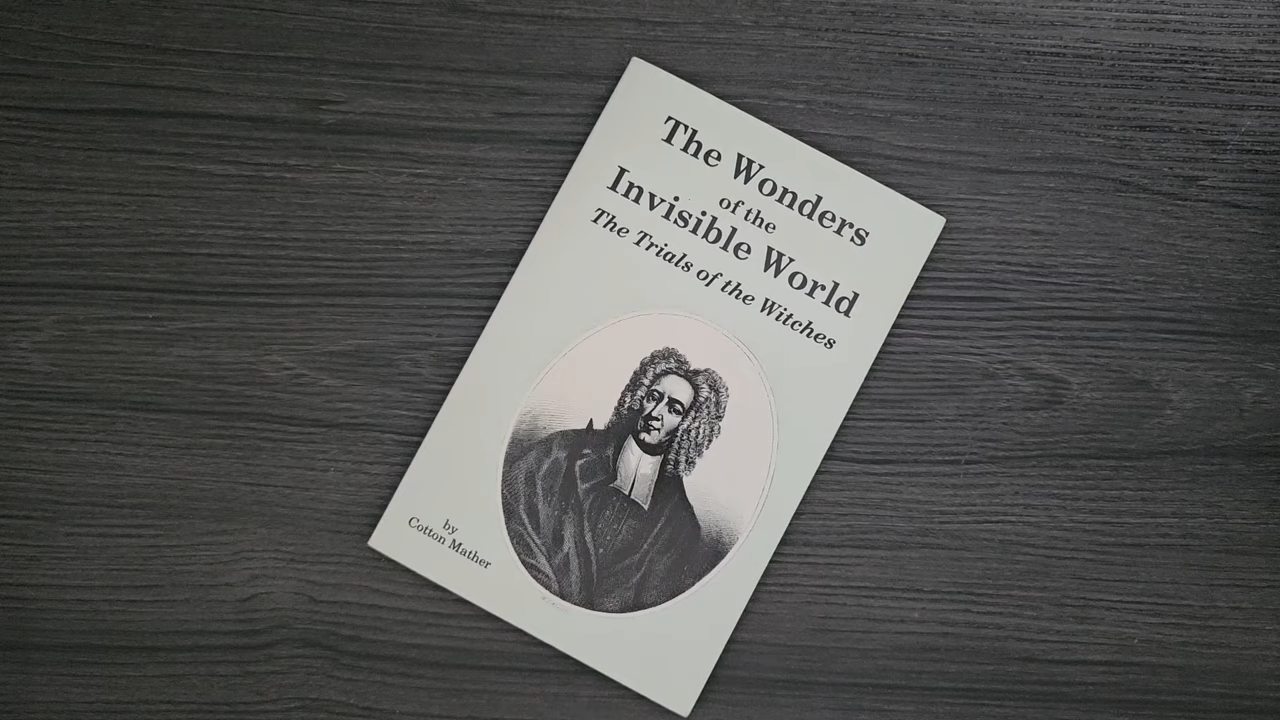 The Wonders
of the
Invisible World
The Trials of the Witches
by
Cotton Mather